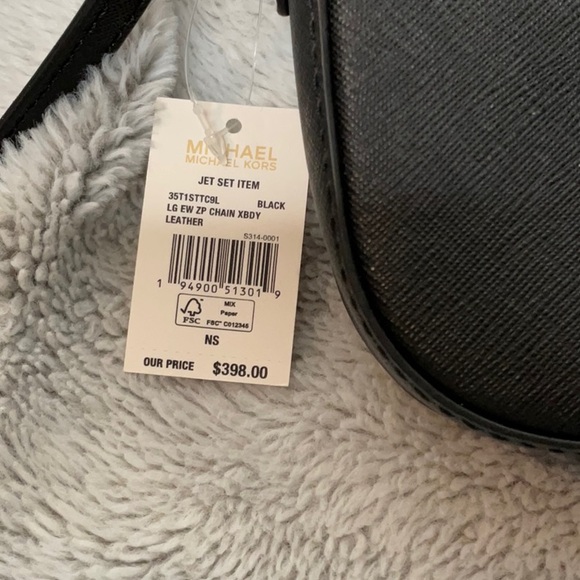 MICHAEL
MICHAEL KORS
JET SET ITEM
35T1STTC9L BLACK
LG EW ZP CHAIN XBDY
LEATHER
S314-0001
1 94900 51301 9
FSC
MIX
Paper
FSC® C012345
NS
OUR PRICE $398.00